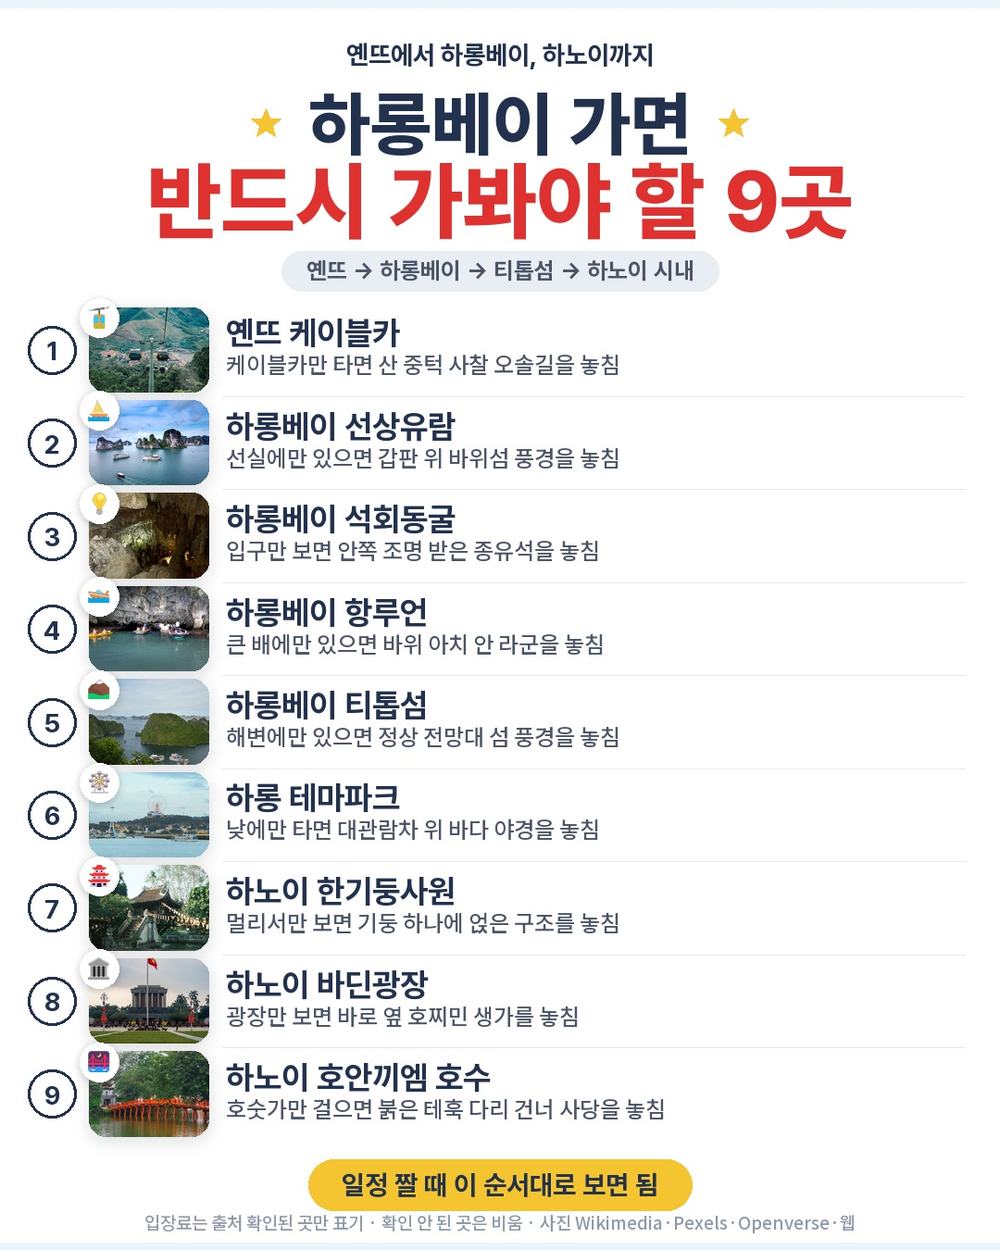 옌뜨에서 하롱베이, 하노이까지
하롱베이 가면
반드시 가봐야 할 9곳
옌뜨 → 하롱베이 → 티톱섬 → 하노이 시내
1
옌뜨 케이블카
케이블카만 타면 산 중턱 사찰 오솔길을 놓침
2
하롱베이 선상유람
선실에만 있으면 갑판 위 바위섬 풍경을 놓침
3
하롱베이 석회동굴
입구만 보면 안쪽 조명 받은 종유석을 놓침
4
하롱베이 항루언
큰 배에만 있으면 바위 아치 안 라군을 놓침
5
하롱베이 티톱섬
해변에만 있으면 정상 전망대 섬 풍경을 놓침
6
하롱 테마파크
낮에만 타면 대관람차 위 바다 야경을 놓침
7
하노이 한기둥사원
멀리서만 보면 기둥 하나에 얹은 구조를 놓침
8
하노이 바딘광장
광장만 보면 바로 옆 호찌민 생가를 놓침
9
하노이 호안끼엠 호수
호숫가만 걸으면 붉은 테훅 다리 건너 사당을 놓침
일정 짤 때 이 순서대로 보면 됨
입장료는 출처 확인된 곳만 표기 · 확인 안 된 곳은 비움 · 사진 Wikimedia · Pexels · Openverse · 웹